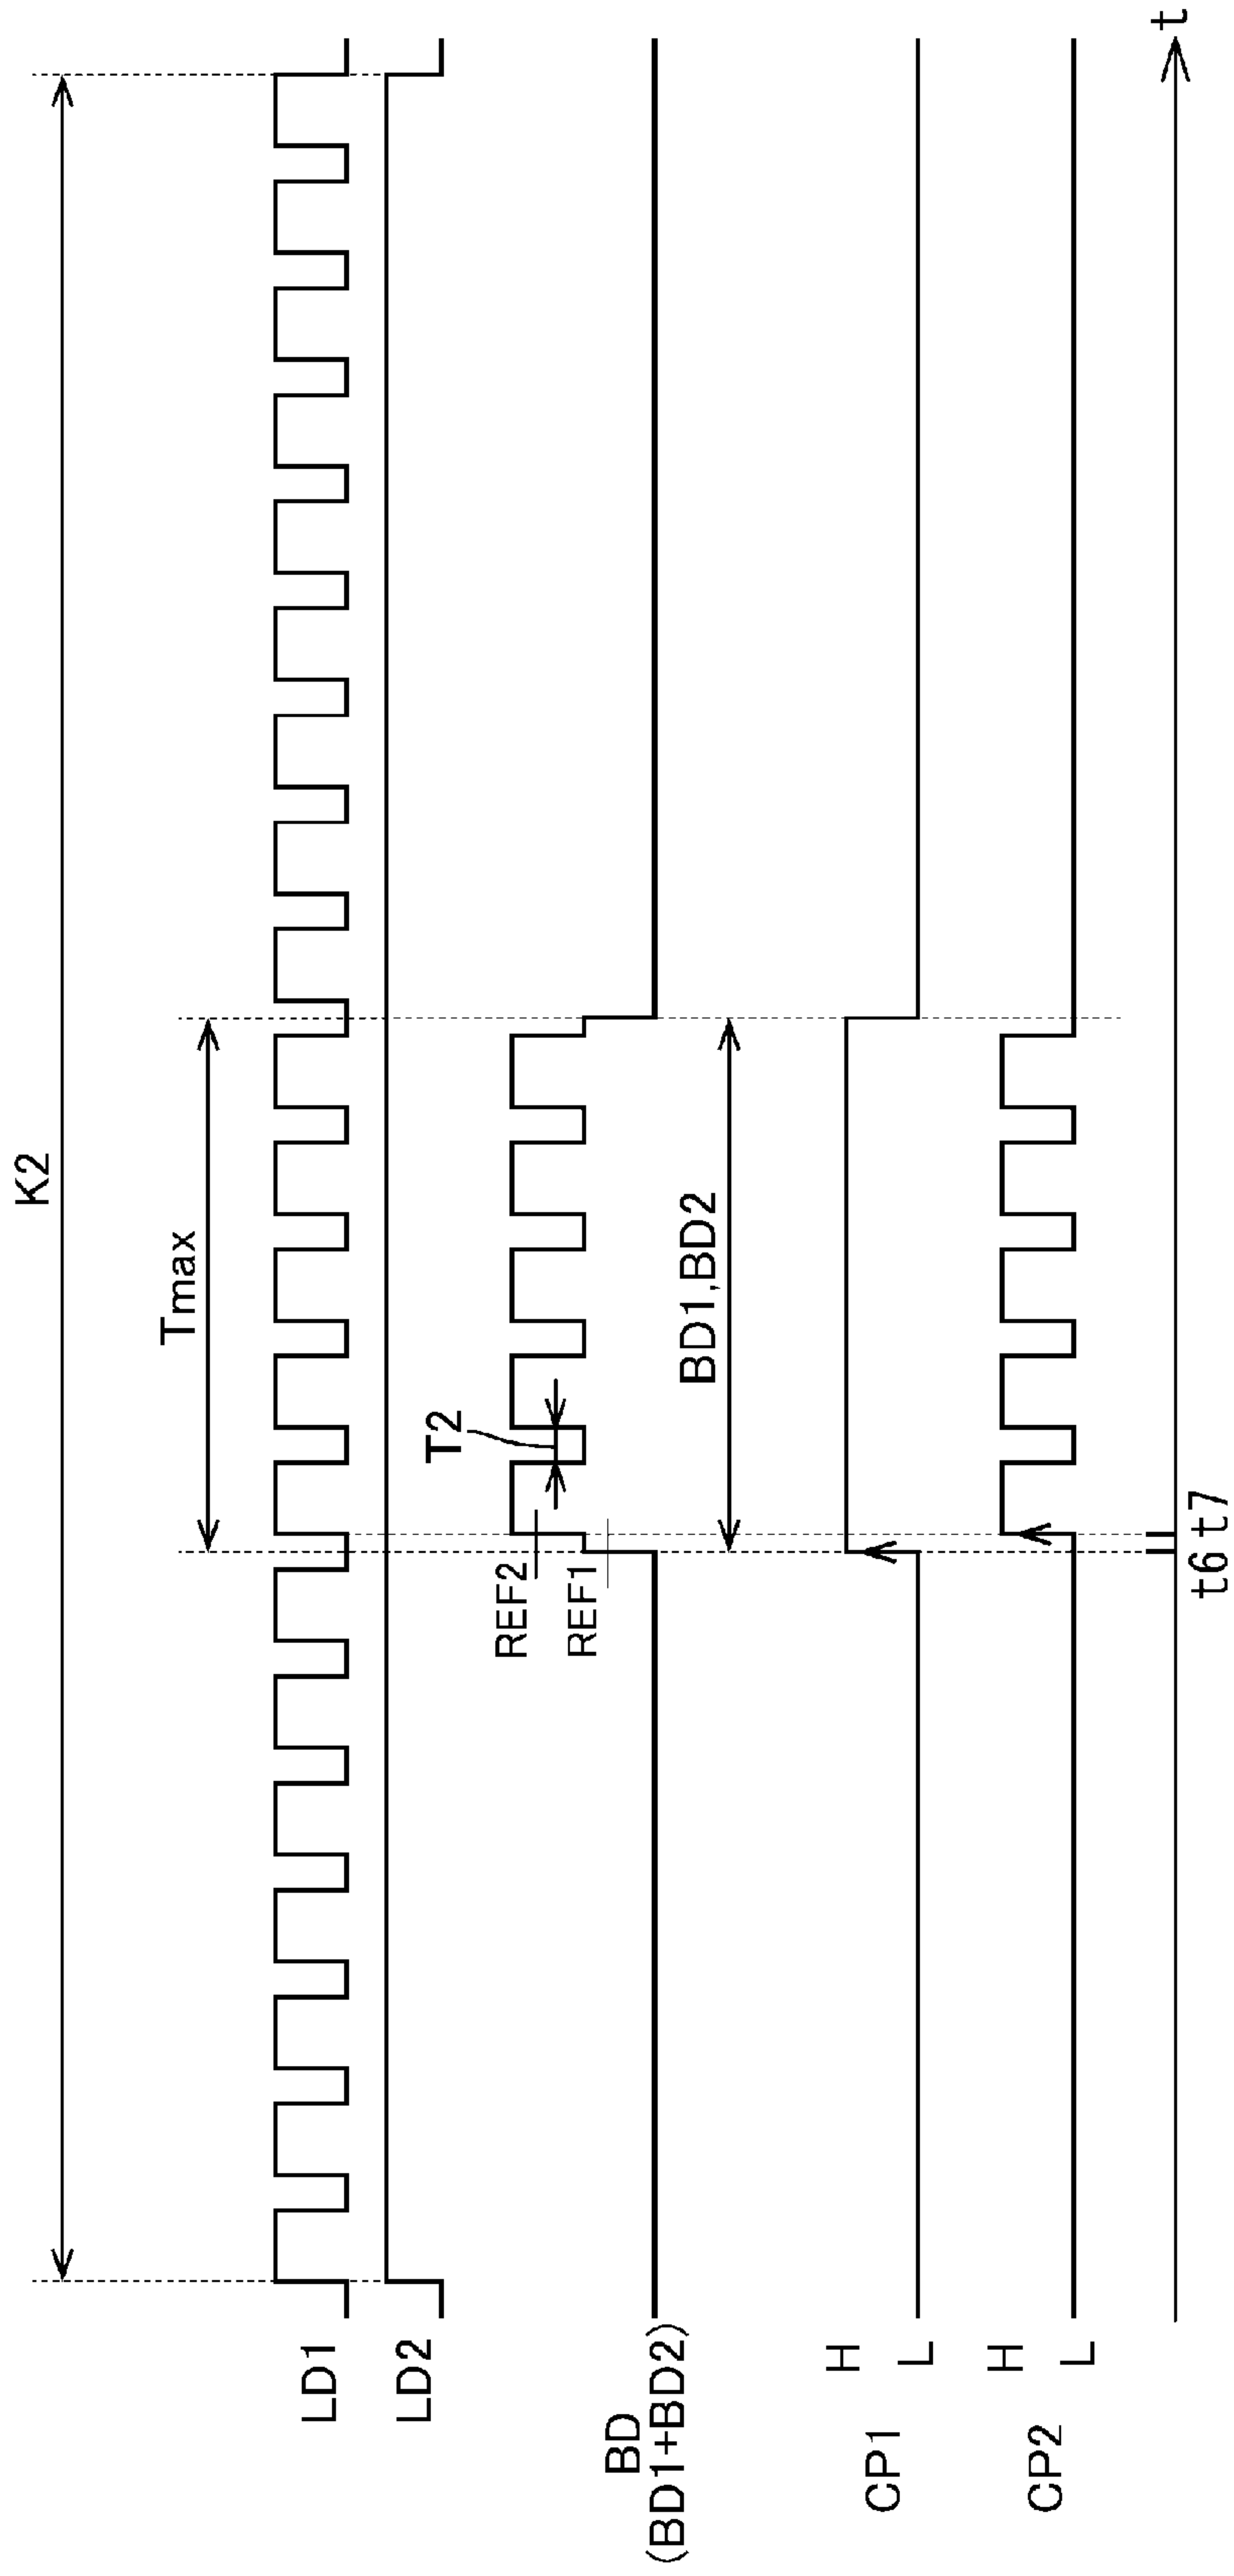 K2
Tmax
LD1
LD2
T2
REF2
REF1
BD
(BD1+BD2)
BD1,BD2
H
CP1
L
H
CP2
L
t6 t7
t